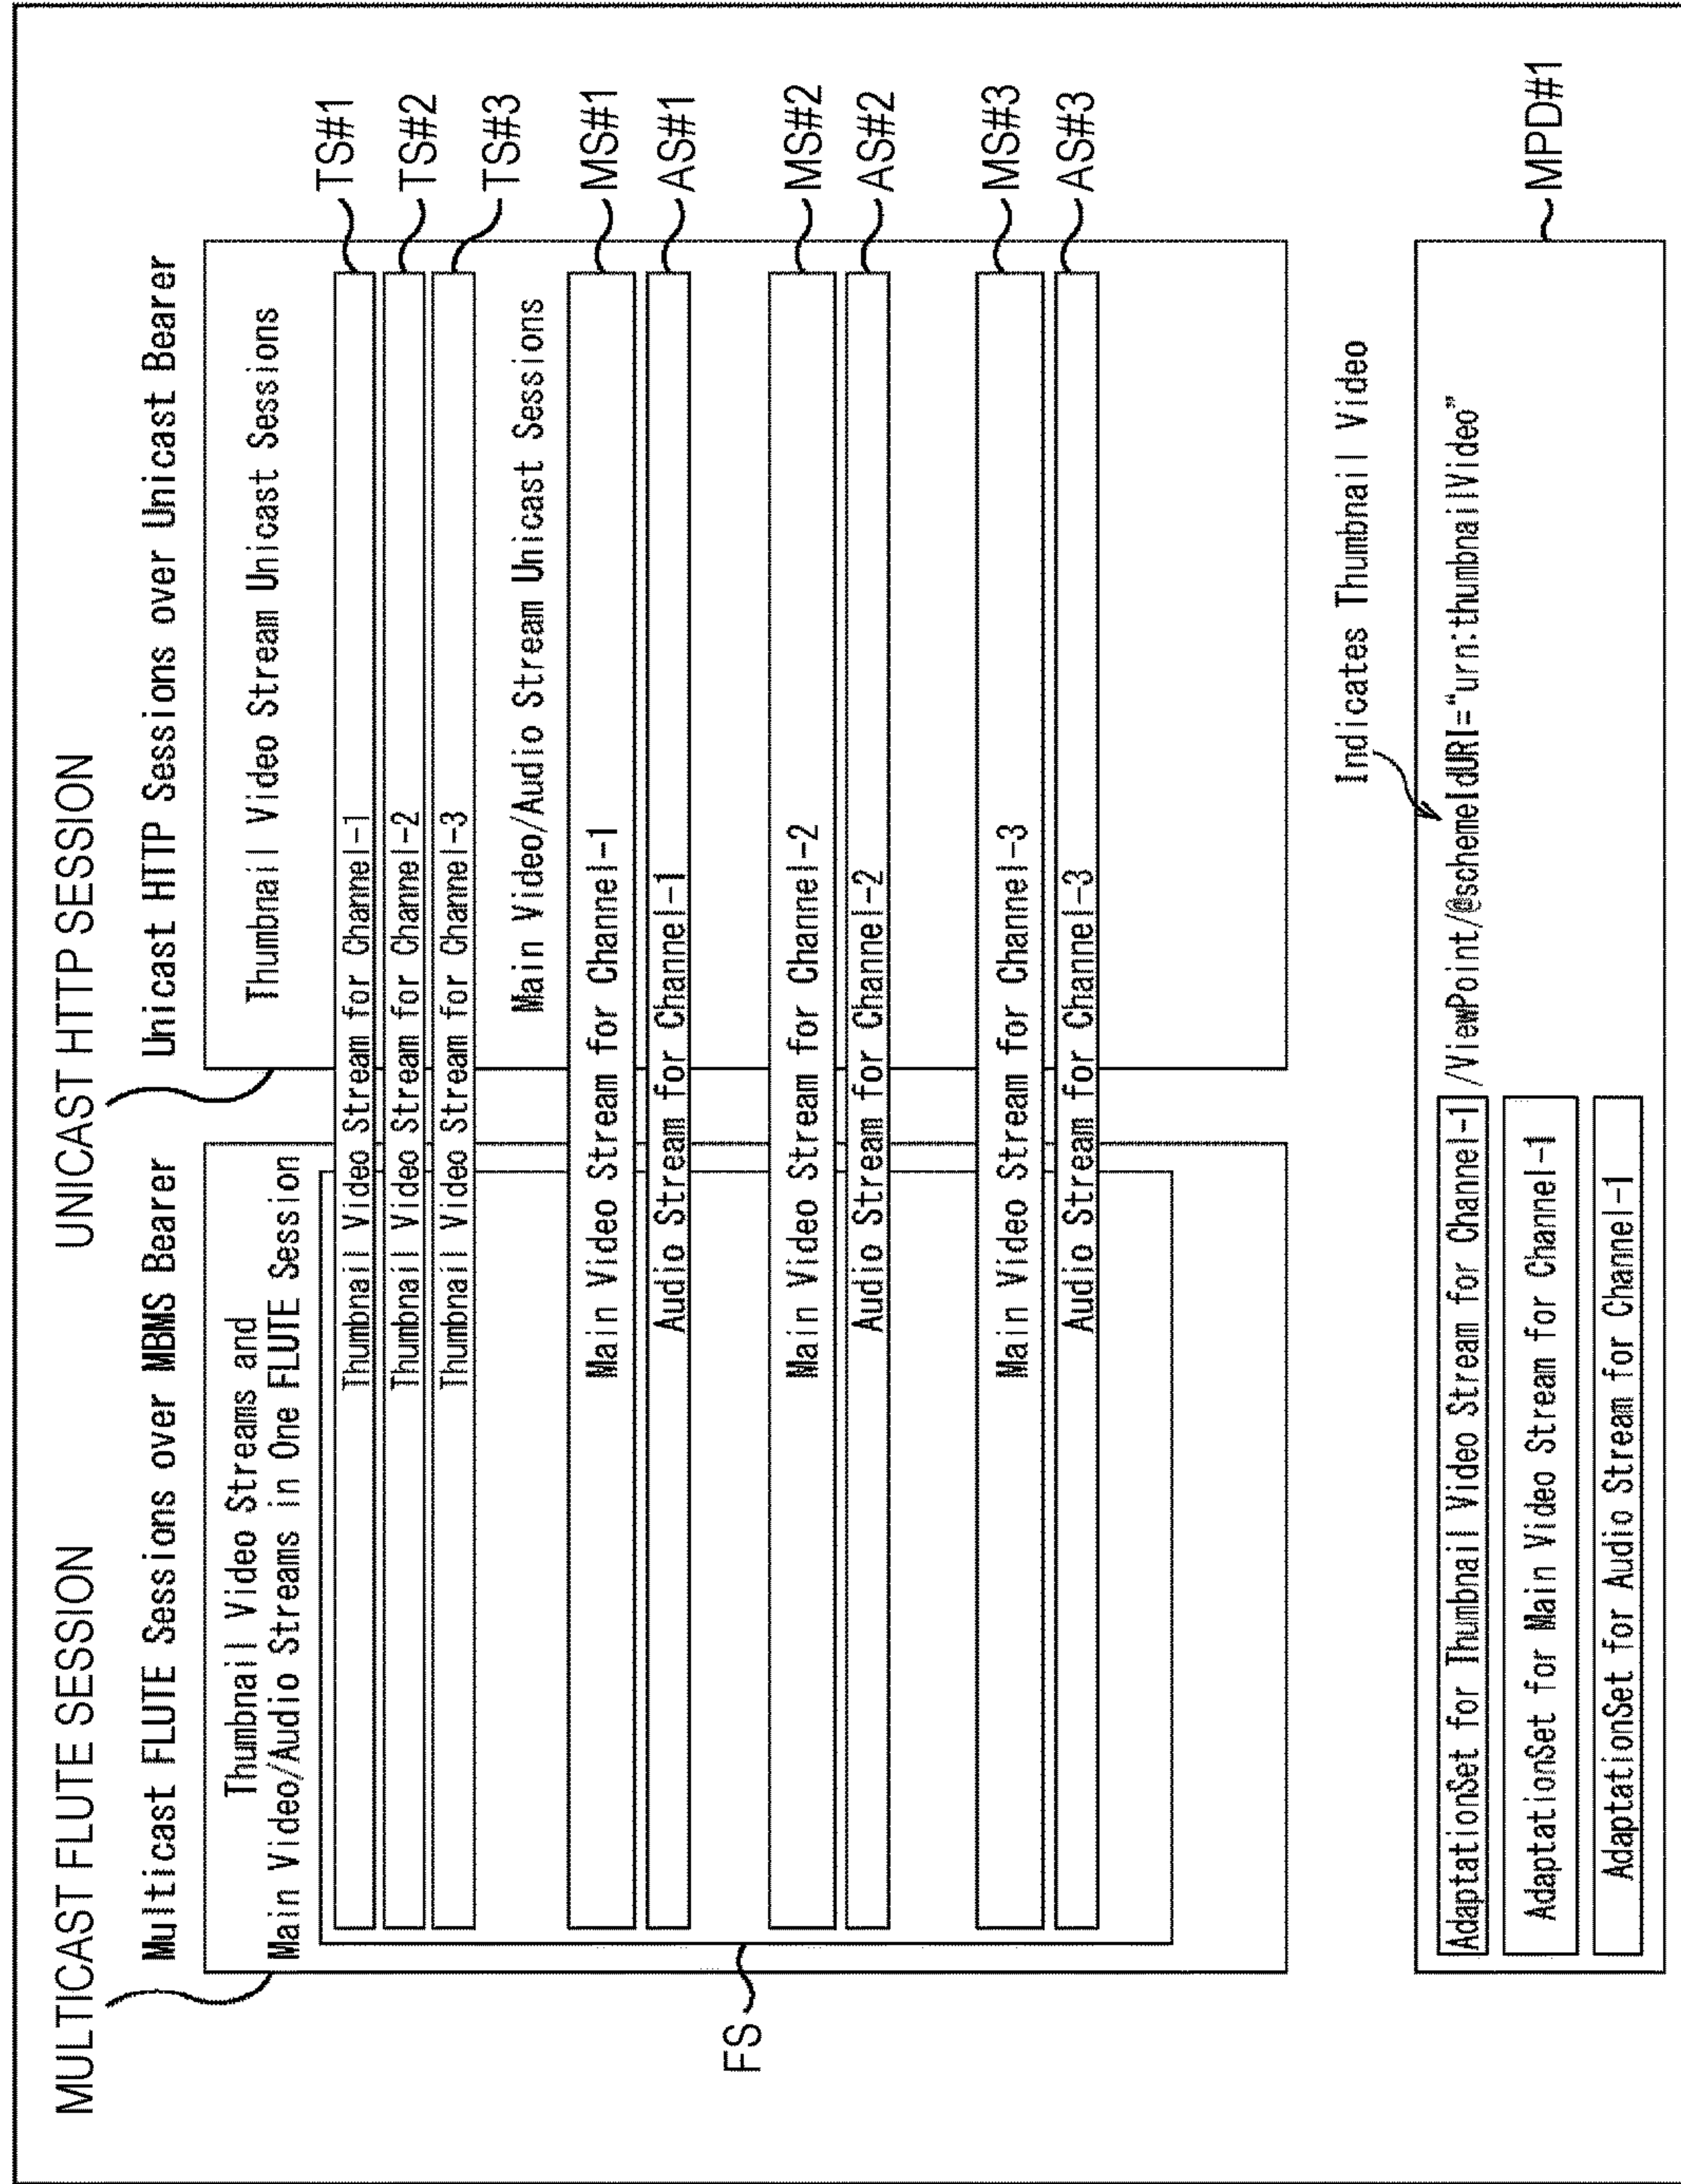 MULTICAST FLUTE SESSION
UNICAST HTTP SESSION
Multicast FLUTE Sessions over MBMS Bearer
Unicast HTTP Sessions over Unicast Bearer
Thumbnail Video Streams and
Main Video/Audio Streams in One FLUTE Session
Thumbnail Video Stream Unicast Sessions
Thumbnail Video Stream for Channel-1
TS#1
Thumbnail Video Stream for Channel-2
TS#2
Thumbnail Video Stream for Channel-3
TS#3
Main Video/Audio Stream Unicast Sessions
Main Video Stream for Channel-1
MS#1
Audio Stream for Channel-1
AS#1
FS
Main Video Stream for Channel-2
MS#2
Audio Stream for Channel-2
AS#2
Main Video Stream for Channel-3
MS#3
Audio Stream for Channel-3
AS#3
Indicates Thumbnail Video
AdaptationSet for Thumbnail Video Stream for Channel-1 /ViewPoint/@schemeIdURI="urn:thumbnailVideo"
AdaptationSet for Main Video Stream for Channel-1
AdaptationSet for Audio Stream for Channel-1
MPD#1